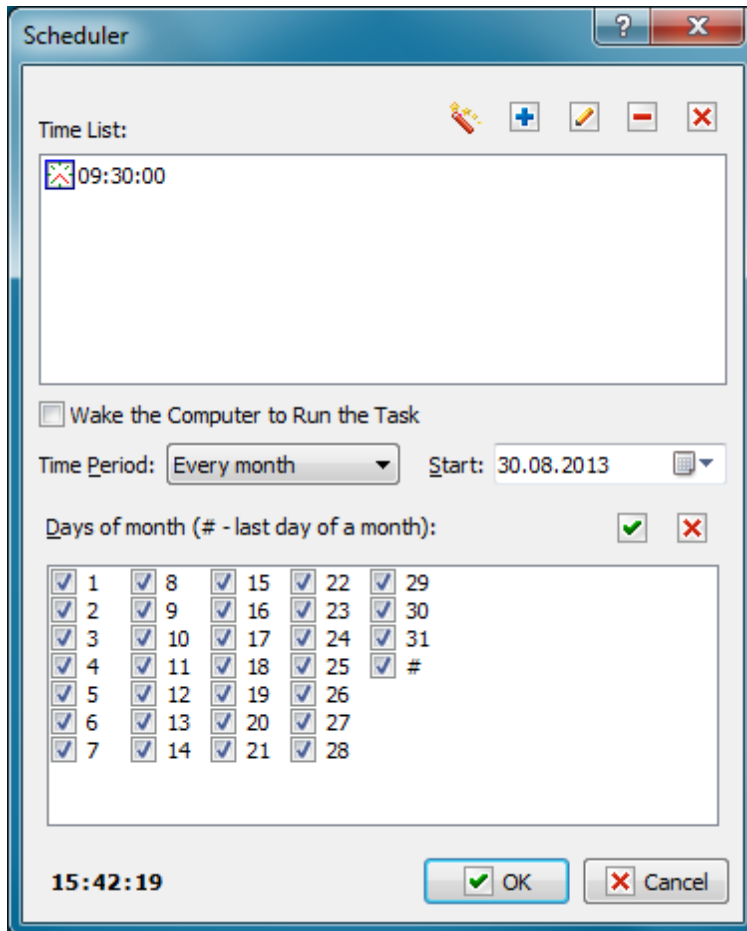 Scheduler
?
Time List:
09:30:00
Wake the Computer to Run the Task
Time Period: Every month Start: 30.08.2013
Days of month (# - last day of a month):
1 8 15 22 29
2 9 16 23 30
3 10 17 24 31
4 11 18 25 #
5 12 19 26
6 13 20 27
7 14 21 28
15:42:19 OK Cancel